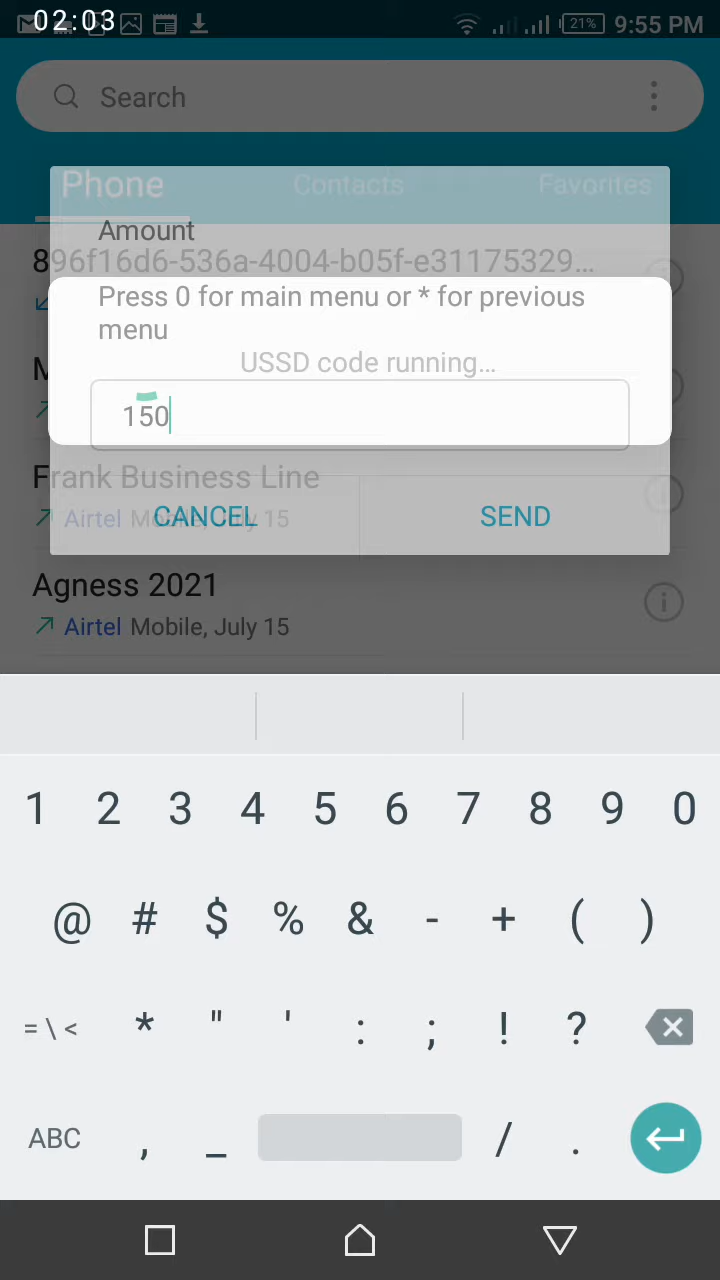 02:03
21% 9:55 PM
Search
Phone Contacts Favorites
Amount
896f16d6-536a-4004-b05f-e31175329...
Press 0 for main menu or * for previous
menu
USSD code running...
150
Frank Business Line
CANCEL SEND
Airtel Mobile, July 15
Agness 2021
Airtel Mobile, July 15
1 2 3 4 5 6 7 8 9 0
@ # $ % & - + ( )
= \ < * " ' : ; ! ?
ABC , _ / .